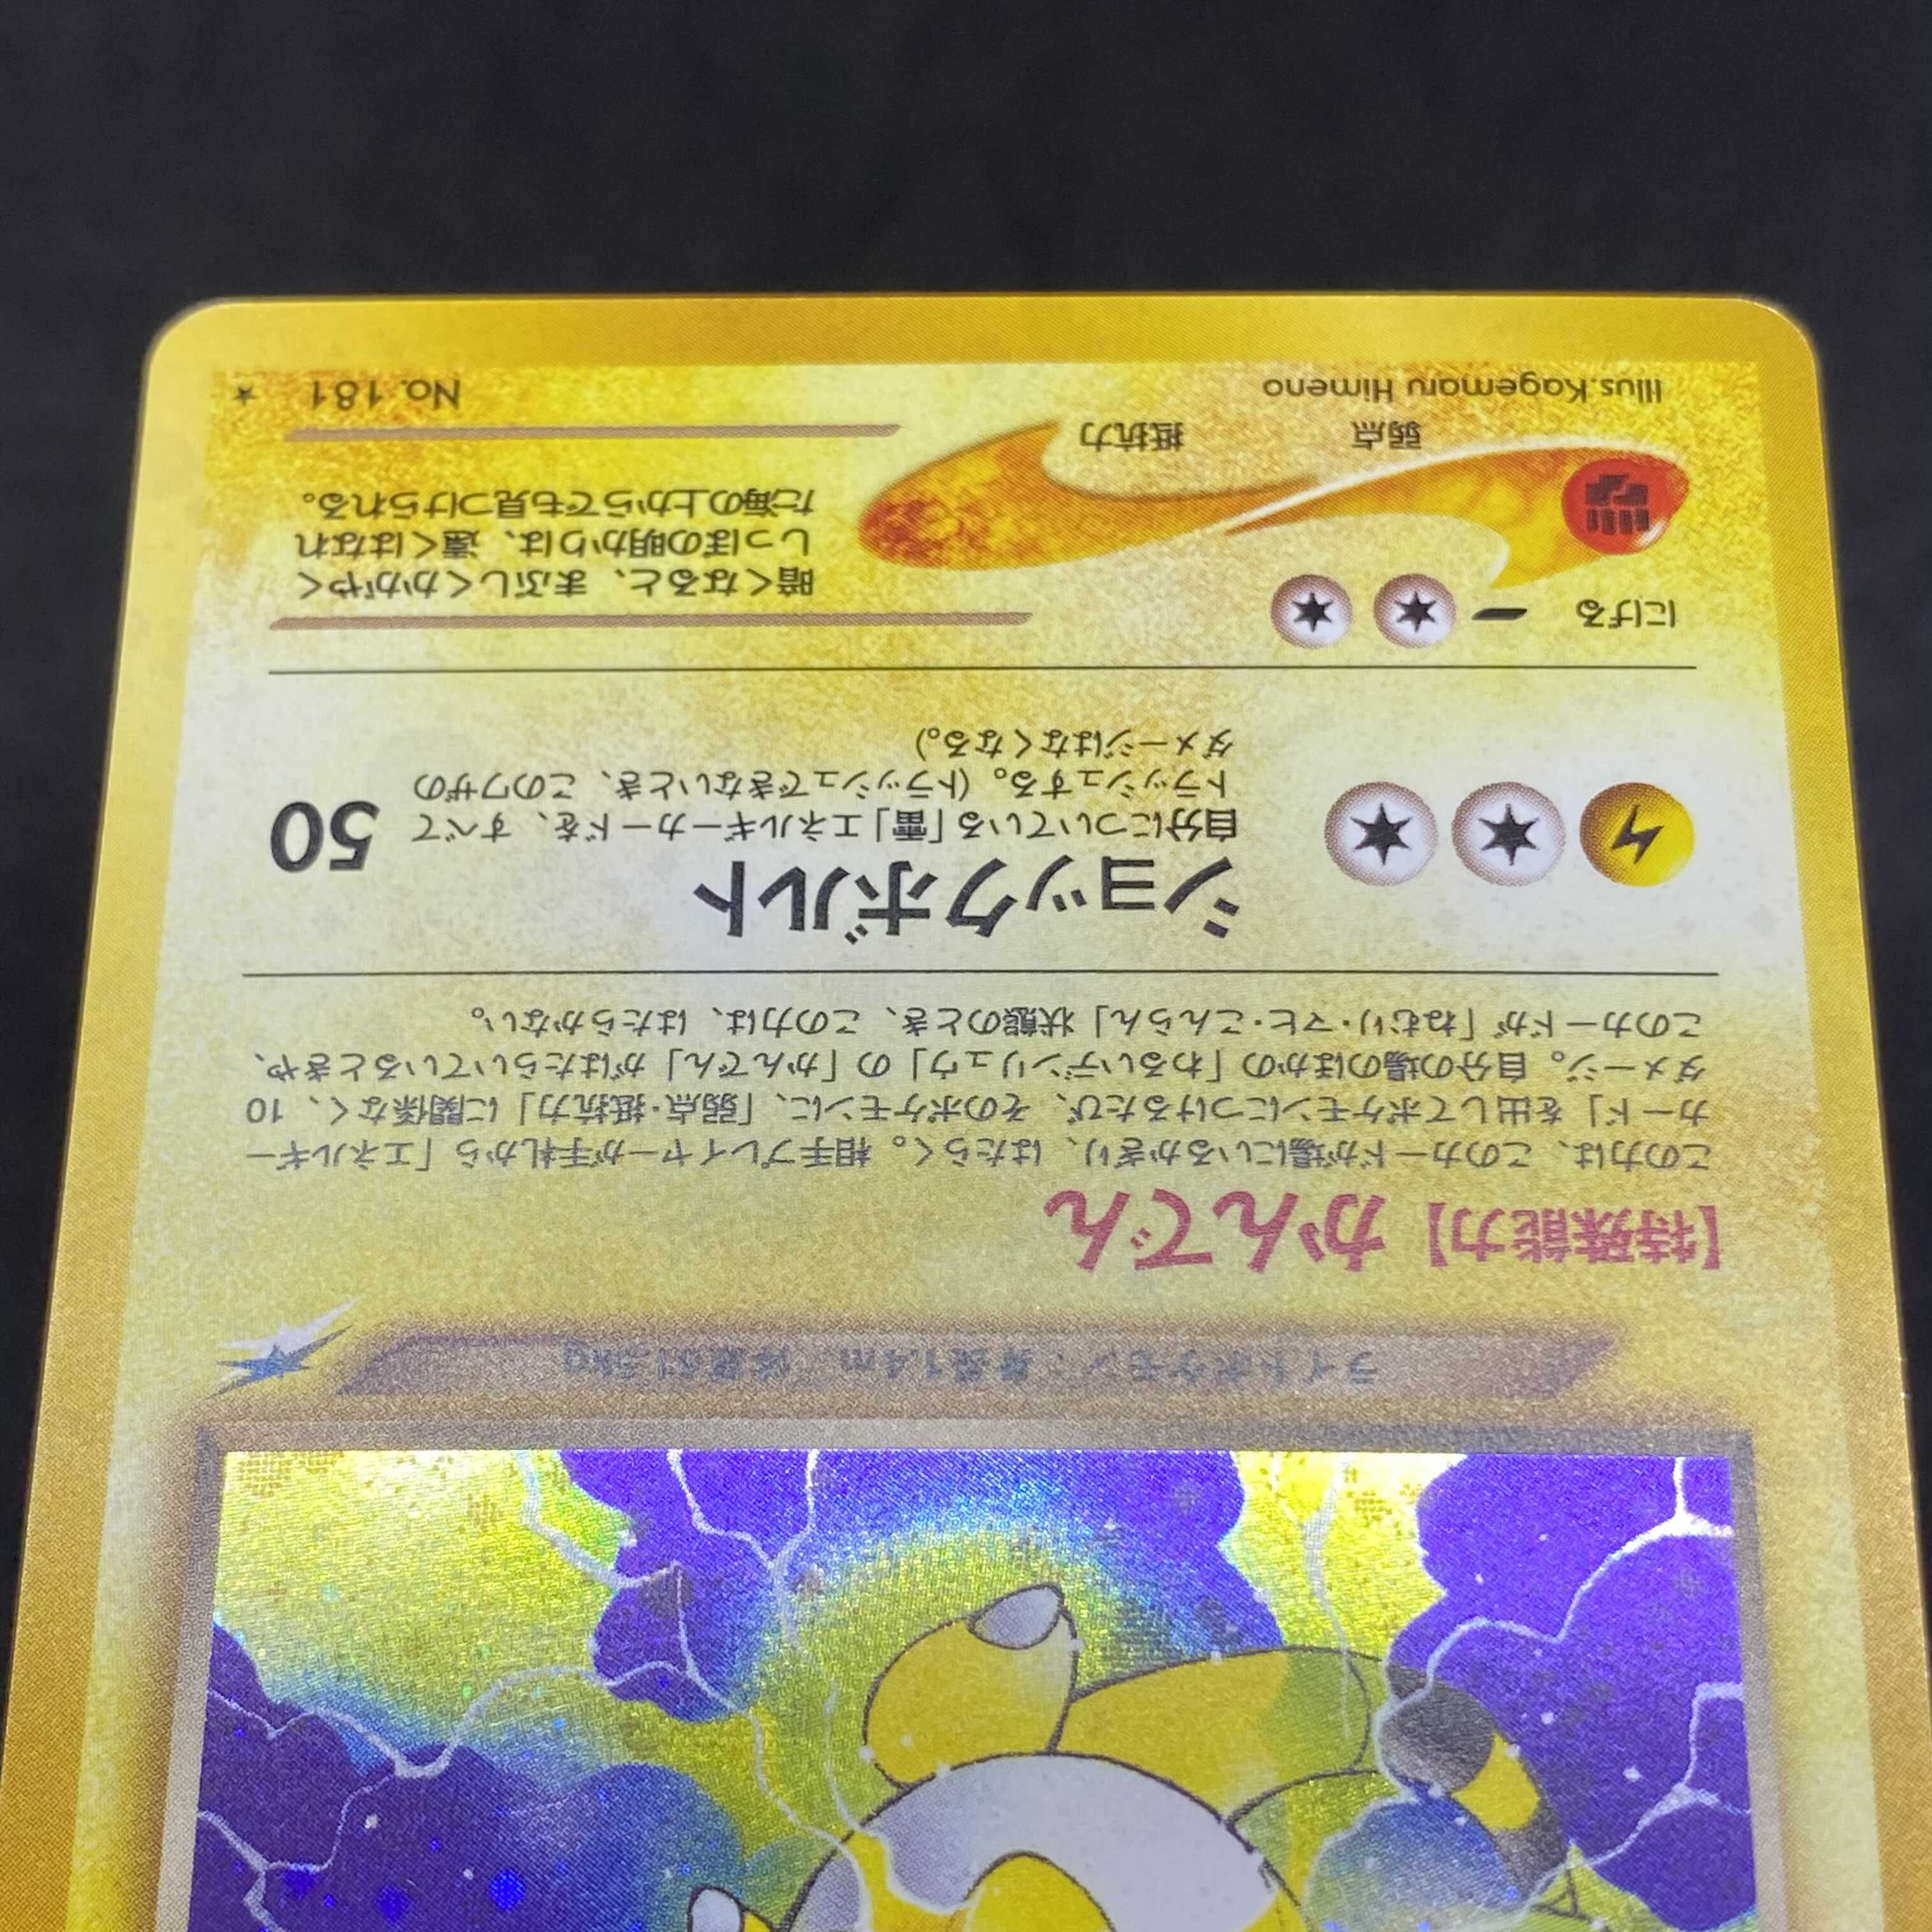 ライトポケモン 身長1.4m 体重61.5kg
【特殊能力】 かんでん
この力は、このカードが場にいるかぎり、はたらく。相手プレイヤーが手札から「エネルギー
カード」を出してポケモンにつけるたび、そのポケモンに、「弱点・抵抗力」に関係なく、10
ダメージ。自分の場のほかの「わるいデンリュウ」の「かんでん」がはたらいているときや、
このカードが「ねむり・マヒ・こんらん」状態のとき、この力は、はたらかない。
ショックボルト 50
自分についている「雷」エネルギーカードを、すべて
トラッシュする。(トラッシュできないとき、このワザの
ダメージはなくなる。)
にげる
暗くなると、まぶしくかがやく
しっぽの明かりは、遠くはなれ
た海の上からでも見つけられる。
弱点 抵抗力
Illus.Kagemaru Himeno
No. 181 ★